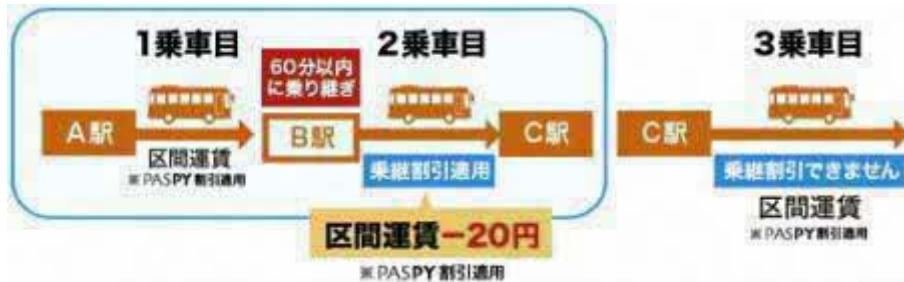 1乗車目
2乗車目
3乗車目
60分以内
に乗り継ぎ
A駅
B駅
C駅
C駅
区間運賃
※PASPY割引適用
乗継割引適用
乗継割引できません
区間運賃-20円
※PASPY割引適用
区間運賃
※PASPY割引適用